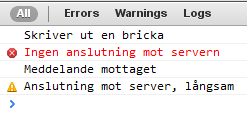 All Errors Warnings Logs
Skriver ut en bricka
Ingen anslutning mot servern
Meddelande mottaget
Anslutning mot server, långsam